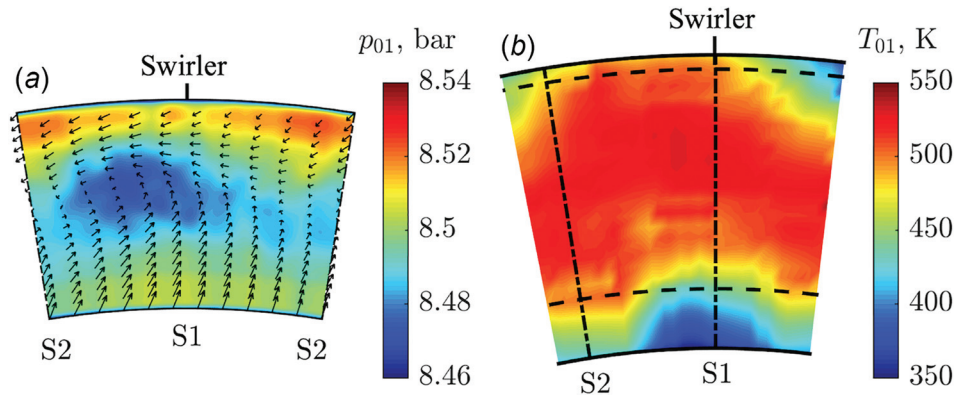 (a)
Swirler
p01, bar
8.54
8.52
8.5
8.48
8.46
S2
S1
S2
(b)
Swirler
T01, K
550
500
450
400
350
S2
S1